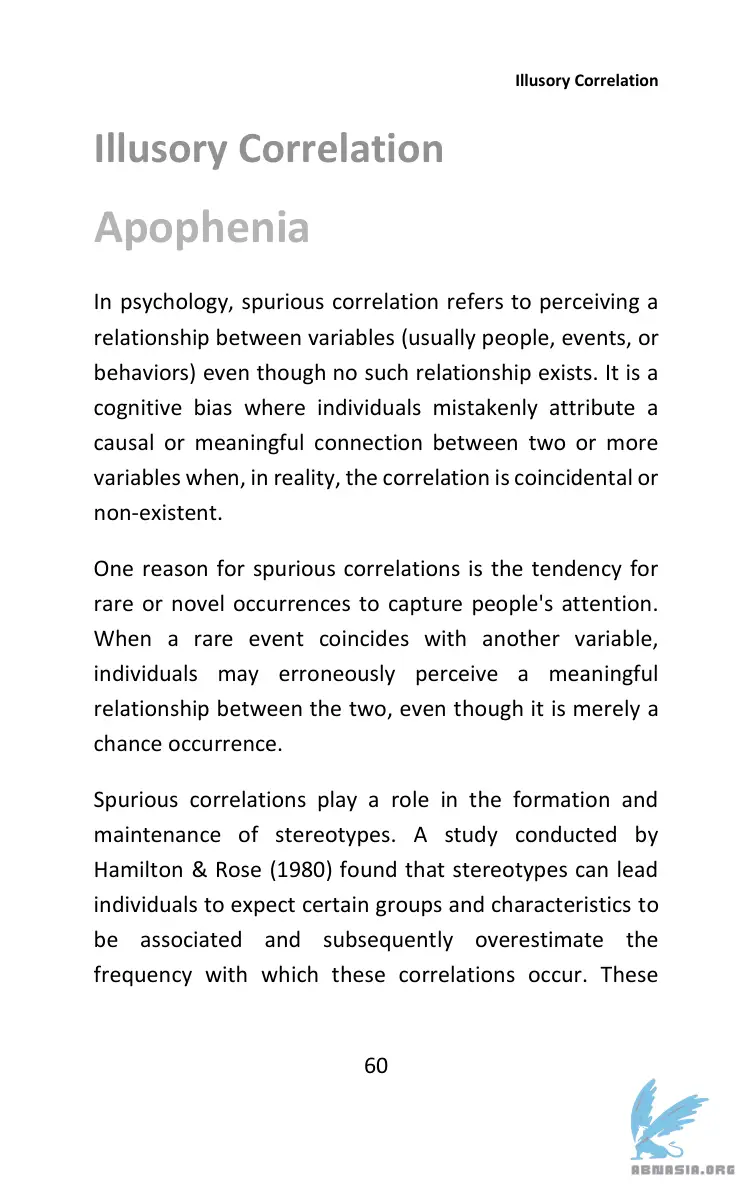 Illusory Correlation
Illusory Correlation
Apophenia
In psychology, spurious correlation refers to perceiving a
relationship between variables (usually people, events, or
behaviors) even though no such relationship exists. It is a
cognitive bias where individuals mistakenly attribute a
causal or meaningful connection between two or more
variables when, in reality, the correlation is coincidental or
non-existent.
One reason for spurious correlations is the tendency for
rare or novel occurrences to capture people's attention.
When a rare event coincides with another variable,
individuals may erroneously perceive a meaningful
relationship between the two, even though it is merely a
chance occurrence.
Spurious correlations play a role in the formation and
maintenance of stereotypes. A study conducted by
Hamilton & Rose (1980) found that stereotypes can lead
individuals to expect certain groups and characteristics to
be associated and subsequently overestimate the
frequency with which these correlations occur. These
60
ABNASIA.ORG